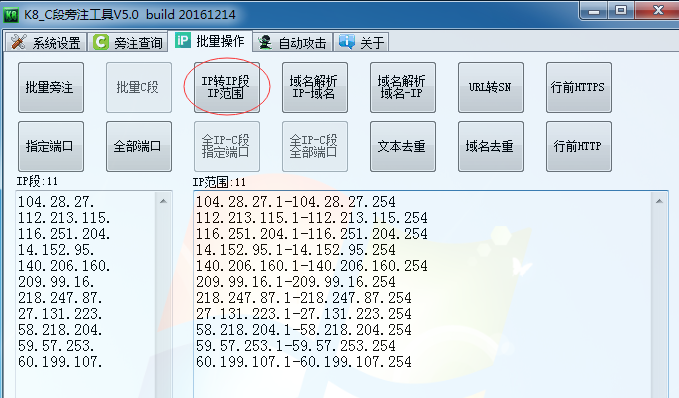 K8_C段旁注工具V5.0 build 20161214
系统设置 旁注查询 批量操作 自动攻击 关于
批量旁注 批量C段 IP转IP段 IP范围 域名解析 IP-域名 域名解析 域名-IP URL转SN 行前HTTPS
指定端口 全部端口 全IP-C段 指定端口 全IP-C段 全部端口 文本去重 域名去重 行前HTTP
IP段:11 IP范围:11
104.28.27. 104.28.27.1-104.28.27.254
112.213.115. 112.213.115.1-112.213.115.254
116.251.204. 116.251.204.1-116.251.204.254
14.152.95. 14.152.95.1-14.152.95.254
140.206.160. 140.206.160.1-140.206.160.254
209.99.16. 209.99.16.1-209.99.16.254
218.247.87. 218.247.87.1-218.247.87.254
27.131.223. 27.131.223.1-27.131.223.254
58.218.204. 58.218.204.1-58.218.204.254
59.57.253. 59.57.253.1-59.57.253.254
60.199.107. 60.199.107.1-60.199.107.254